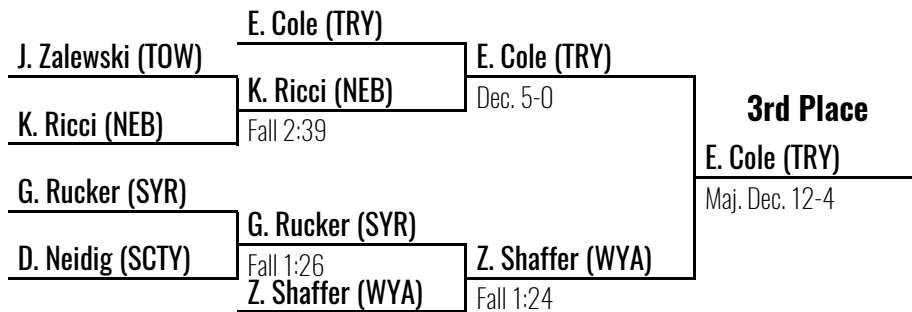 E. Cole (TRY)
J. Zalewski (TOW)
E. Cole (TRY)
K. Ricci (NEB)
Dec. 5-0
3rd Place
K. Ricci (NEB)
Fall 2:39
E. Cole (TRY)
G. Rucker (SYR)
Maj. Dec. 12-4
G. Rucker (SYR)
D. Neidig (SCTY)
Fall 1:26
Z. Shaffer (WYA)
Z. Shaffer (WYA)
Fall 1:24